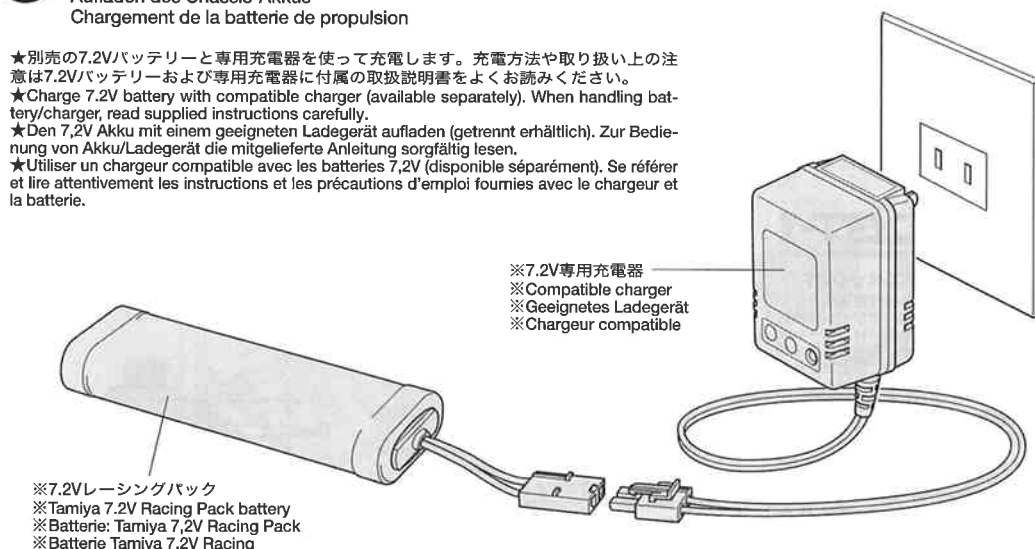 Aufladen des Chassis-Akkus
Chargement de la batterie de propulsion
★別売の7.2Vバッテリーと専用充電器を使って充電します。充電方法や取り扱い上の注
意は7.2Vバッテリーおよび専用充電器に付属の取扱説明書をよくお読みください。
★Charge 7.2V battery with compatible charger (available separately). When handling bat-
tery/charger, read supplied instructions carefully.
★Den 7,2V Akku mit einem geeigneten Ladegerät aufladen (getrennt erhältlich). Zur Bedie-
nung von Akku/Ladegerät die mitgelieferte Anleitung sorgfältig lesen.
★Utiliser un chargeur compatible avec les batteries 7,2V (disponible séparément). Se référer
et lire attentivement les instructions et les précautions d'emploi fournies avec le chargeur et
la batterie.
※7.2V専用充電器
※Compatible charger
※Geeignetes Ladegerät
※Chargeur compatible
※7.2Vレーシングパック
※Tamiya 7.2V Racing Pack battery
※Batterie: Tamiya 7,2V Racing Pack
※Batterie Tamiya 7,2V Racing